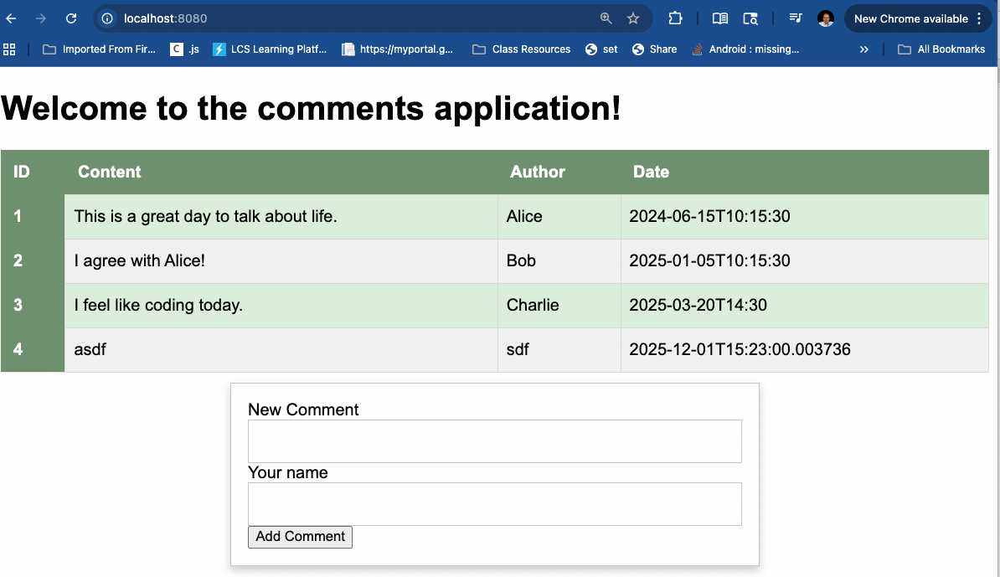 localhost:8080
New Chrome available
Imported From Fir...
C .js
LCS Learning Platf...
https://myportal.g...
Class Resources
set
Share
Android : missing...
All Bookmarks
Welcome to the comments application!
ID Content Author Date
1 This is a great day to talk about life. Alice 2024-06-15T10:15:30
2 I agree with Alice! Bob 2025-01-05T10:15:30
3 I feel like coding today. Charlie 2025-03-20T14:30
4 asdf sdf 2025-12-01T15:23:00.003736
New Comment
Your name
Add Comment